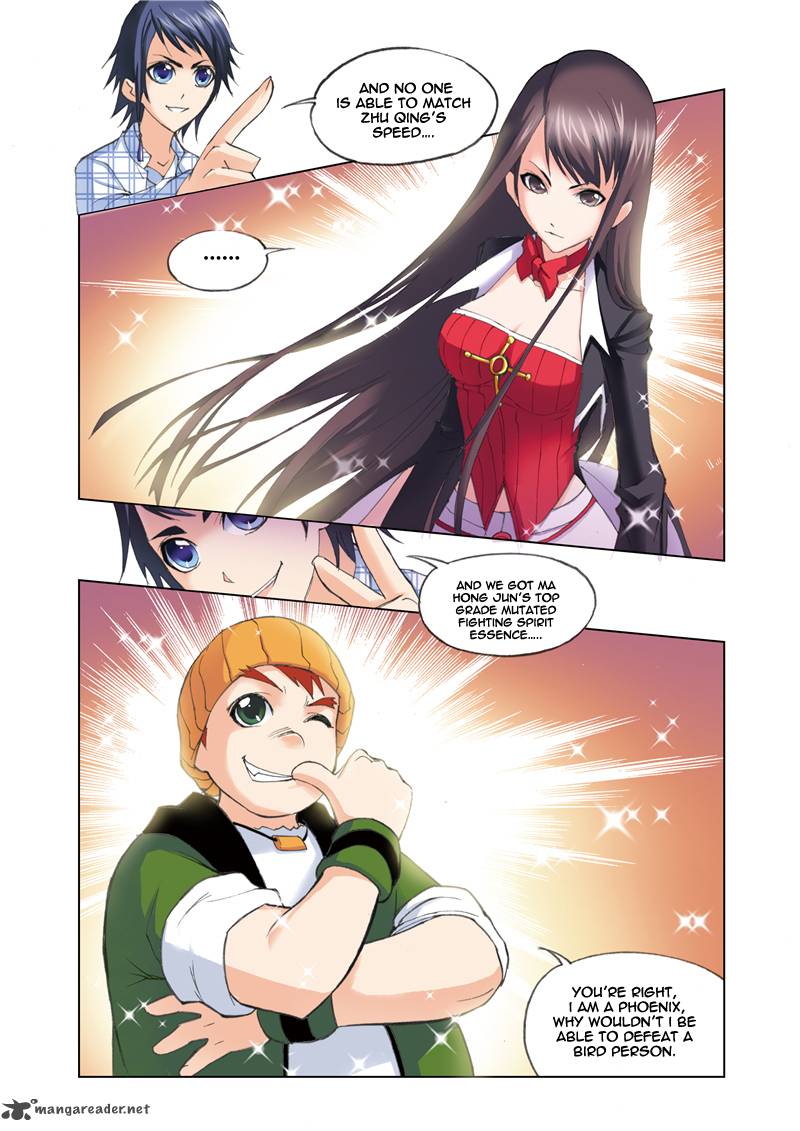 AND NO ONE
IS ABLE TO MATCH
ZHU QING'S
SPEED....
......
AND WE GOT MA
HONG JUN'S TOP
GRADE MUTATED
FIGHTING SPIRIT
ESSENCE.....
YOU'RE RIGHT,
I AM A PHOENIX,
WHY WOULDN'T I BE
ABLE TO DEFEAT A
BIRD PERSON.
mangareader.net